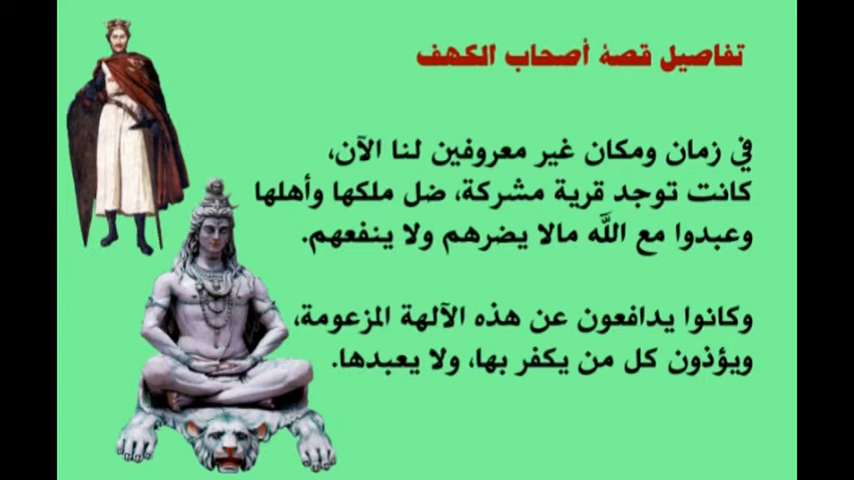 تفاصيل قصة أصحاب الكهف
في زمان ومكان غير معروفين لنا الآن،
كانت توجد قرية مشركة، ضل ملكها وأهلها
وعبدوا مع الله مالا يضرهم ولا ينفعهم.
وكانوا يدافعون عن هذه الآلهة المزعومة،
ويؤذون كل من يكفر بها، ولا يعبدها.